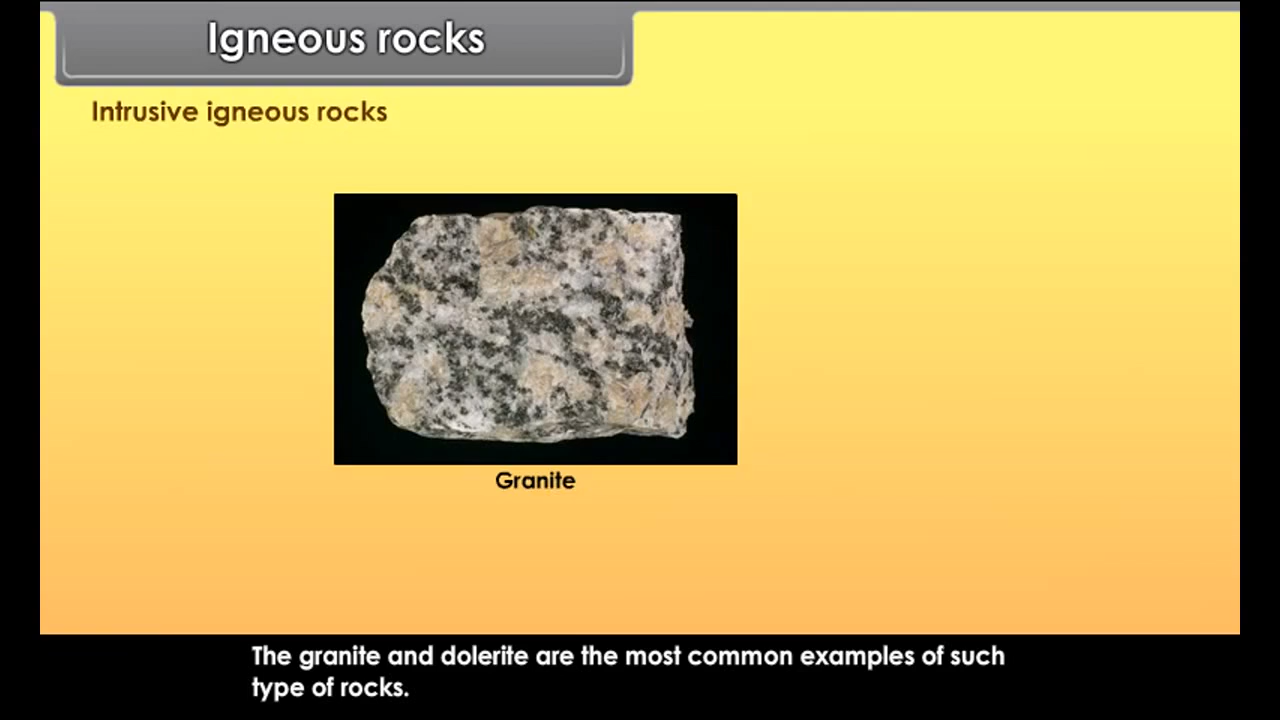 Igneous rocks
Intrusive igneous rocks
Granite
The granite and dolerite are the most common examples of such
type of rocks.